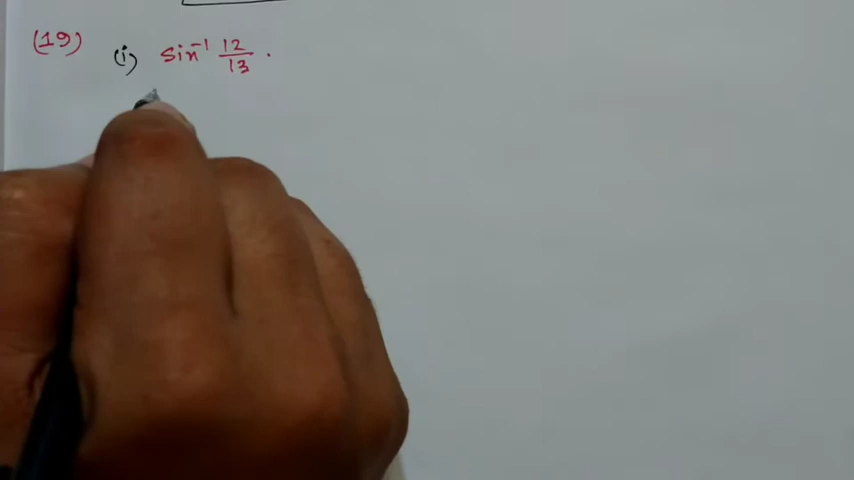 (19) (i) sin⁻¹ 12/13 .